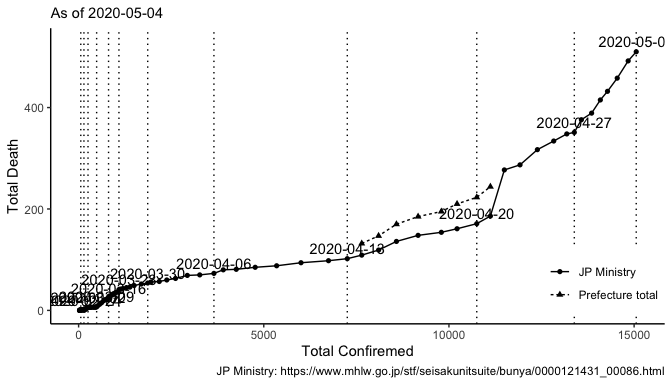 As of 2020-05-04
2020-05-0
400
2020-04-27
Total Death
200
2020-04-20
2020-04-13
2020-04-06
2020-03-30
JP Ministry
Prefecture total
0
0
5000
10000
15000
Total Confiremed
JP Ministry: https://www.mhlw.go.jp/stf/seisakunitsuite/bunya/0000121431_00086.html